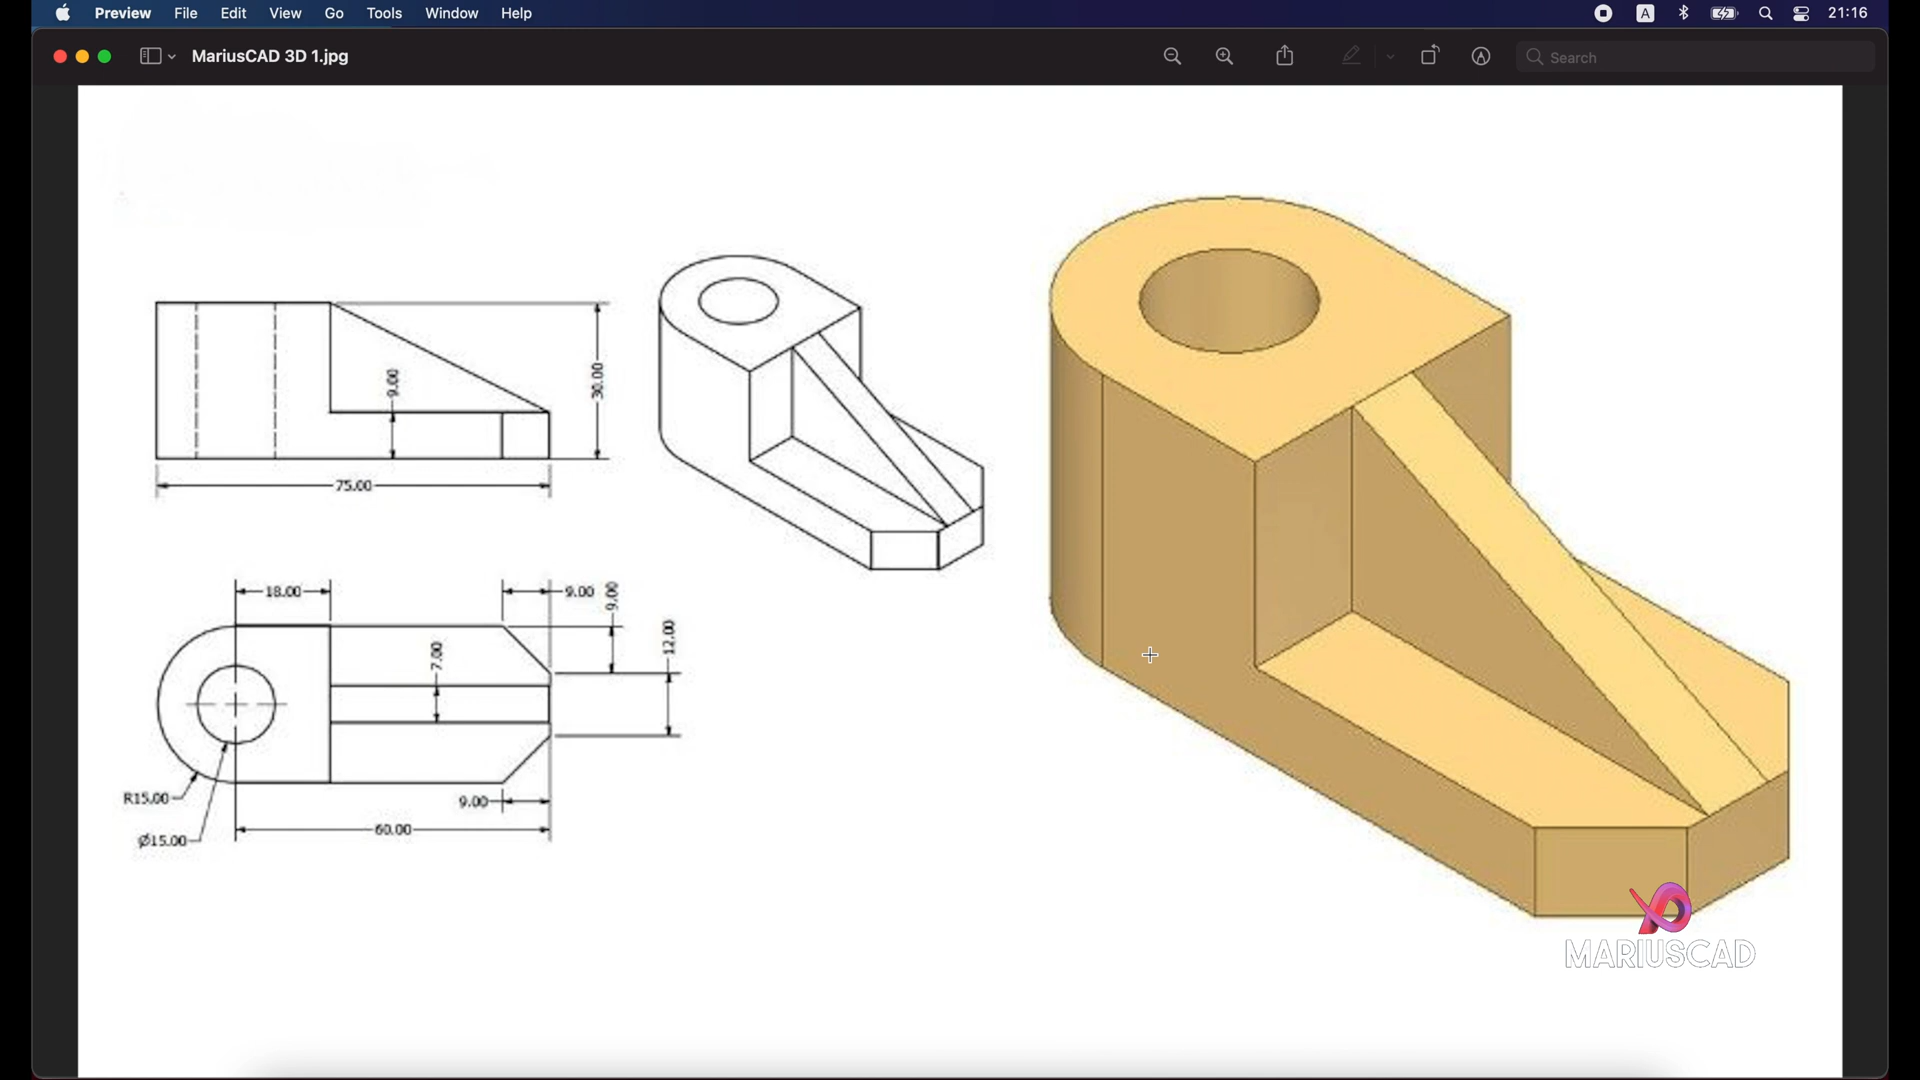 Preview File Edit View Go Tools Window Help A 21:16
MariusCAD 3D 1.jpg
Search
9.00
30.00
75.00
18.00
9.00
9.00
12.00
7.00
R15.00
9.00
Ø15.00
60.00
MARIUSCAD